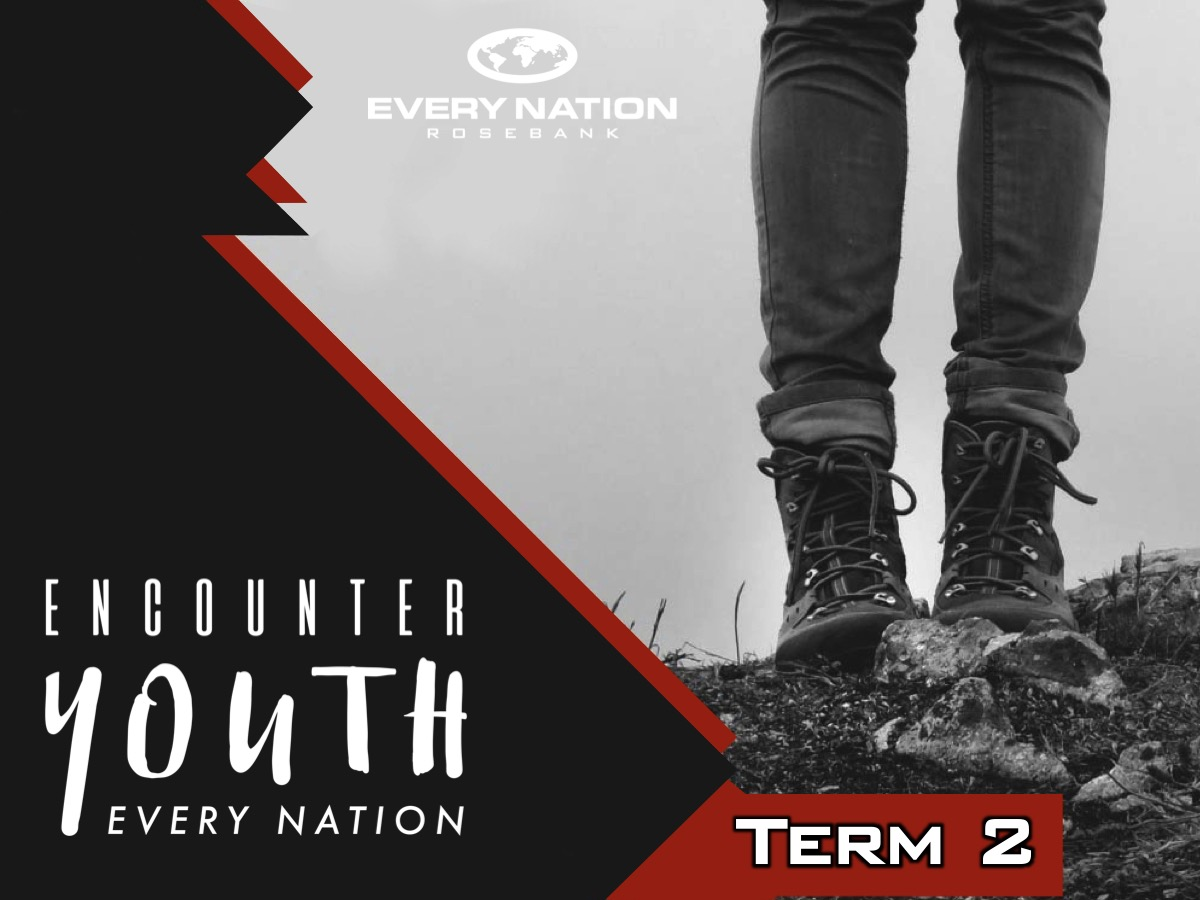 EVERY NATION
ROSEBANK
ENCOUNTER
YOUTH
EVERY NATION
TERM 2